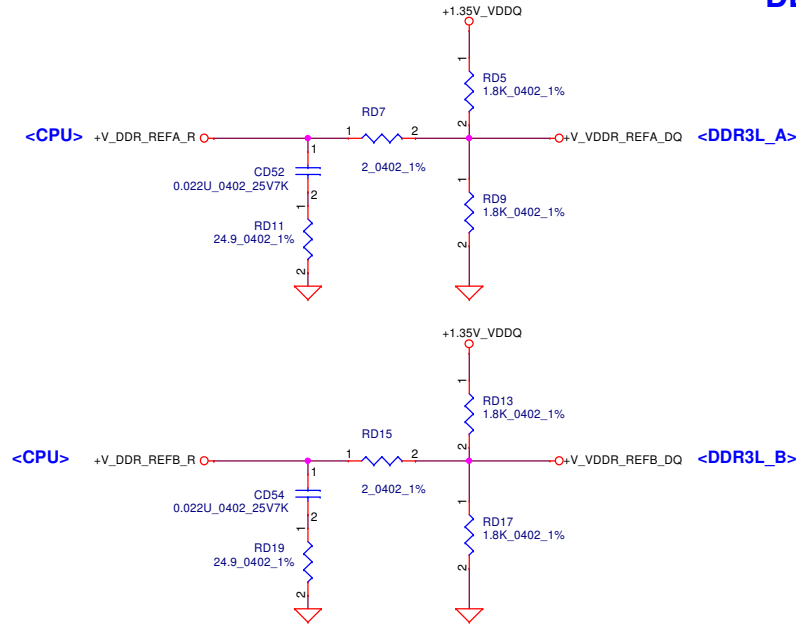 +1.35V_VDDQ
1
RD5
1.8K_0402_1%
2
<CPU> +V_DDR_REFA_R
RD7
1 2
2_0402_1%
+V_VDDR_REFA_DQ <DDR3L_A>
1
CD52
0.022U_0402_25V7K
2
1
RD11
24.9_0402_1%
2
1
RD9
1.8K_0402_1%
2
+1.35V_VDDQ
1
RD13
1.8K_0402_1%
2
<CPU> +V_DDR_REFB_R
RD15
1 2
2_0402_1%
+V_VDDR_REFB_DQ <DDR3L_B>
1
CD54
0.022U_0402_25V7K
2
1
RD19
24.9_0402_1%
2
1
RD17
1.8K_0402_1%
2